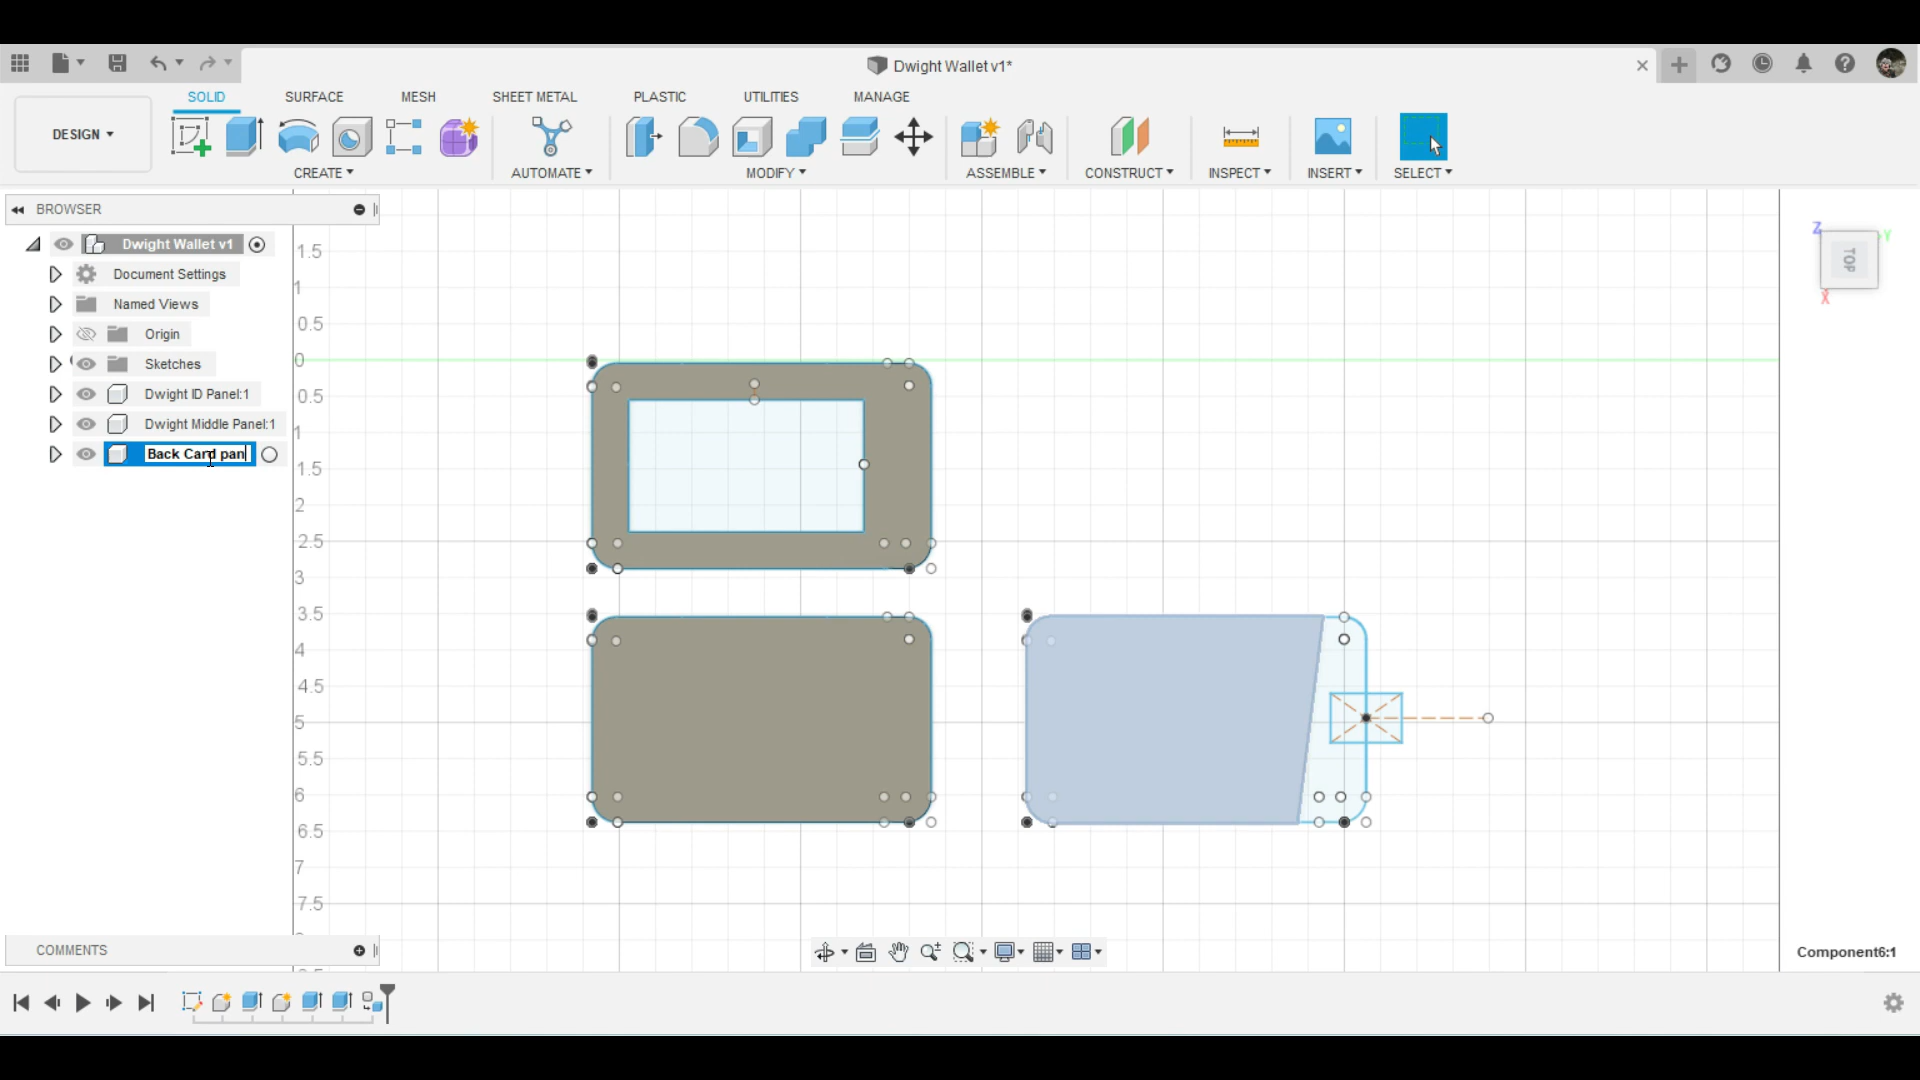 Dwight Wallet v1*
SOLID SURFACE MESH SHEET METAL PLASTIC UTILITIES MANAGE
DESIGN
CREATE AUTOMATE MODIFY ASSEMBLE CONSTRUCT INSPECT INSERT SELECT
BROWSER
Dwight Wallet v1
Document Settings
Named Views
Origin
Sketches
Dwight ID Panel:1
Dwight Middle Panel:1
Back Card pan
1.5
1
0.5
0
0.5
1
1.5
2
2.5
3
3.5
4
4.5
5
5.5
6
6.5
7
7.5
Z
Y
TOP
X
COMMENTS
Component6:1